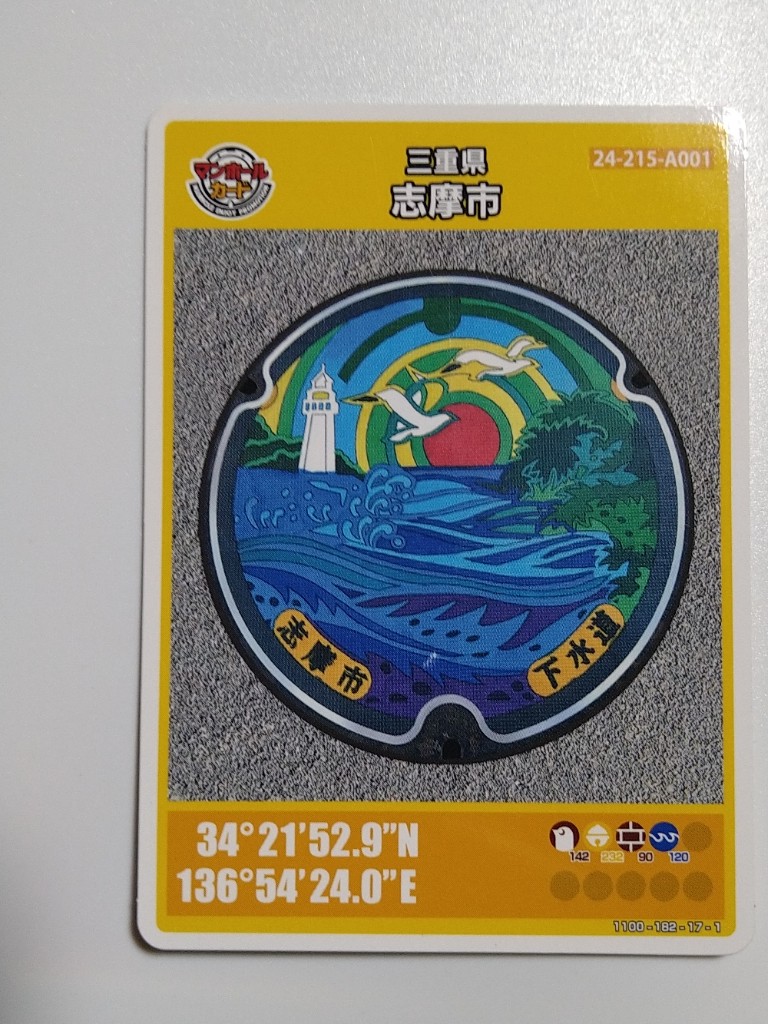 マンホール
カード
三重県
志摩市
24-215-A001
志摩市
下水道
34°21'52.9"N
136°54'24.0"E
142 232 90 120
1100-182-17-1